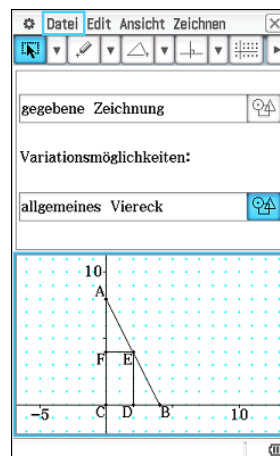 Datei Edit Ansicht Zeichnen
gegebene Zeichnung
Variationsmöglichkeiten:
allgemeines Viereck
10
A
F E
-5 C D B 10